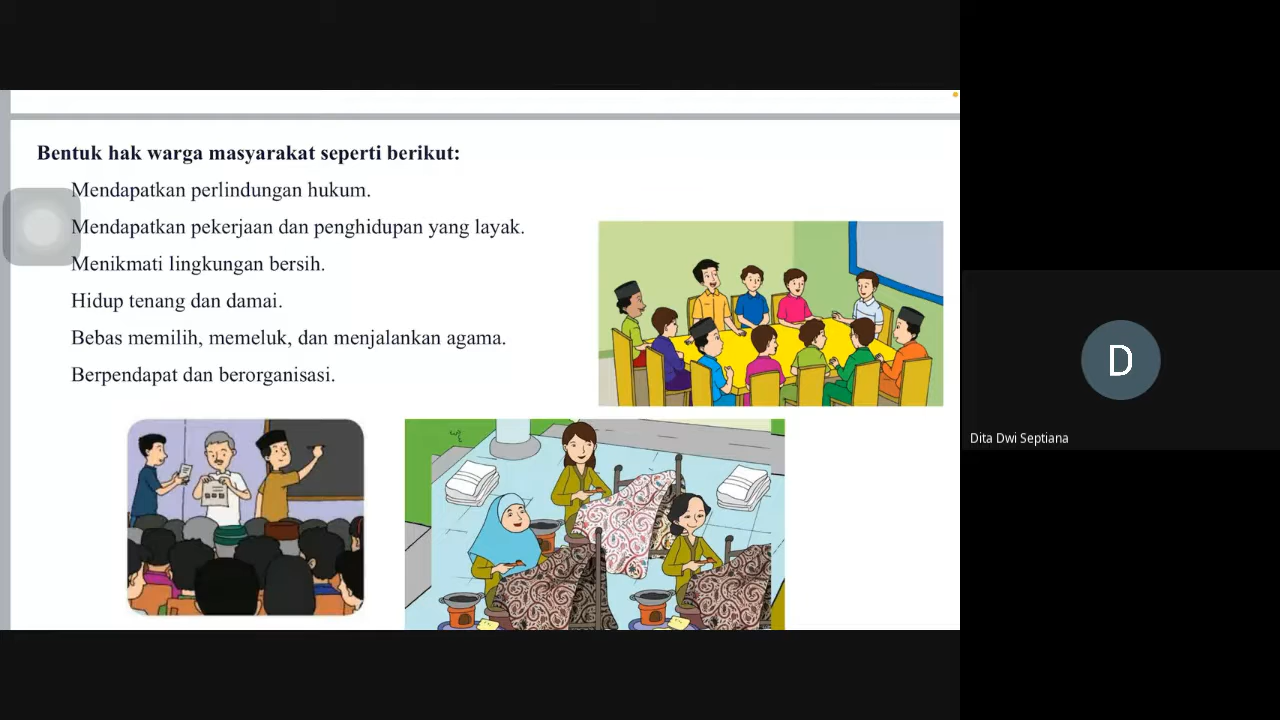 Bentuk hak warga masyarakat seperti berikut:
Mendapatkan perlindungan hukum.
Mendapatkan pekerjaan dan penghidupan yang layak.
Menikmati lingkungan bersih.
Hidup tenang dan damai.
Bebas memilih, memeluk, dan menjalankan agama.
Berpendapat dan berorganisasi.
D
Dita Dwi Septiana